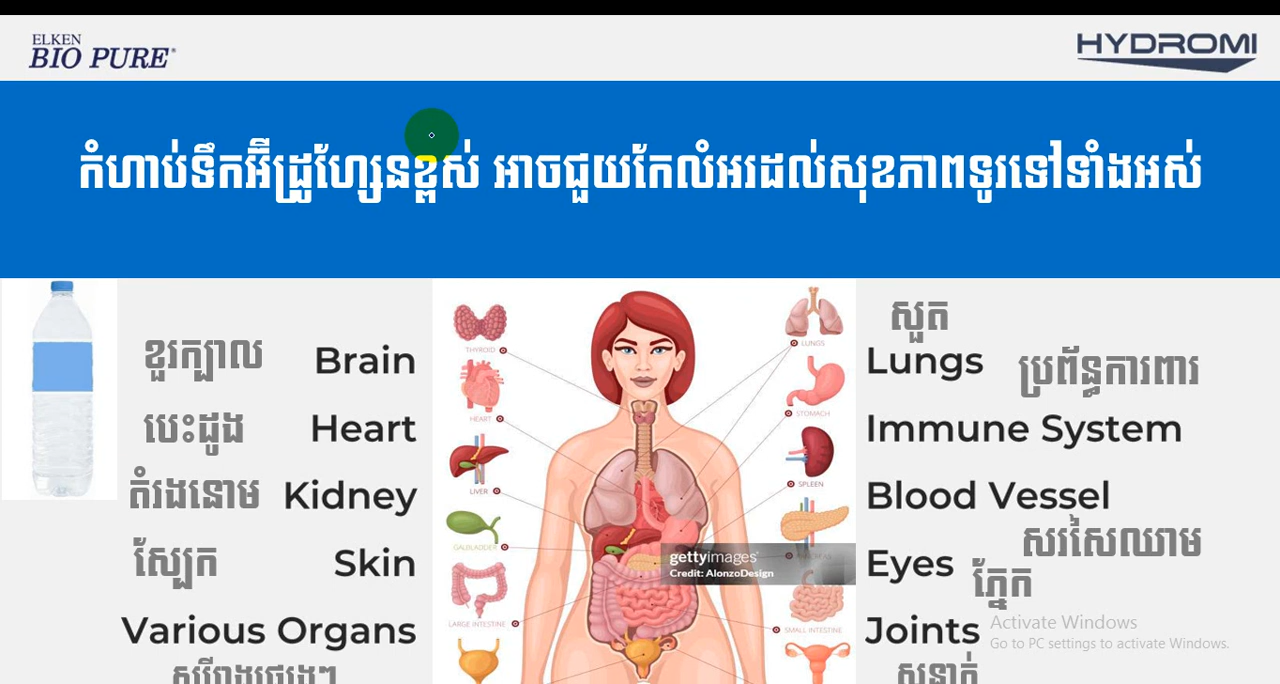 ELKEN
BIO PURE®
HYDROMI
កំហាប់ទឹកអ៊ីដ្រូហ្សែនខ្ពស់ អាចជួយកែលំអរដល់សុខភាពទូរទៅទាំងអស់
ខួរក្បាល Brain
បេះដូង Heart
តំរងនោម Kidney
ស្បែក Skin
Various Organs
THYROID
HEART
LIVER
GALBLADDER
LARGE INTESTINE
LUNGS
STOMACH
SPLEEN
gettyimages®
Credit: AlonzoDesign
SMALL INTESTINE
សួត
Lungs
ប្រព័ន្ធការពារ
Immune System
Blood Vessel
សរសៃឈាម
Eyes
ភ្នែក
Joints
Activate Windows
Go to PC settings to activate Windows.